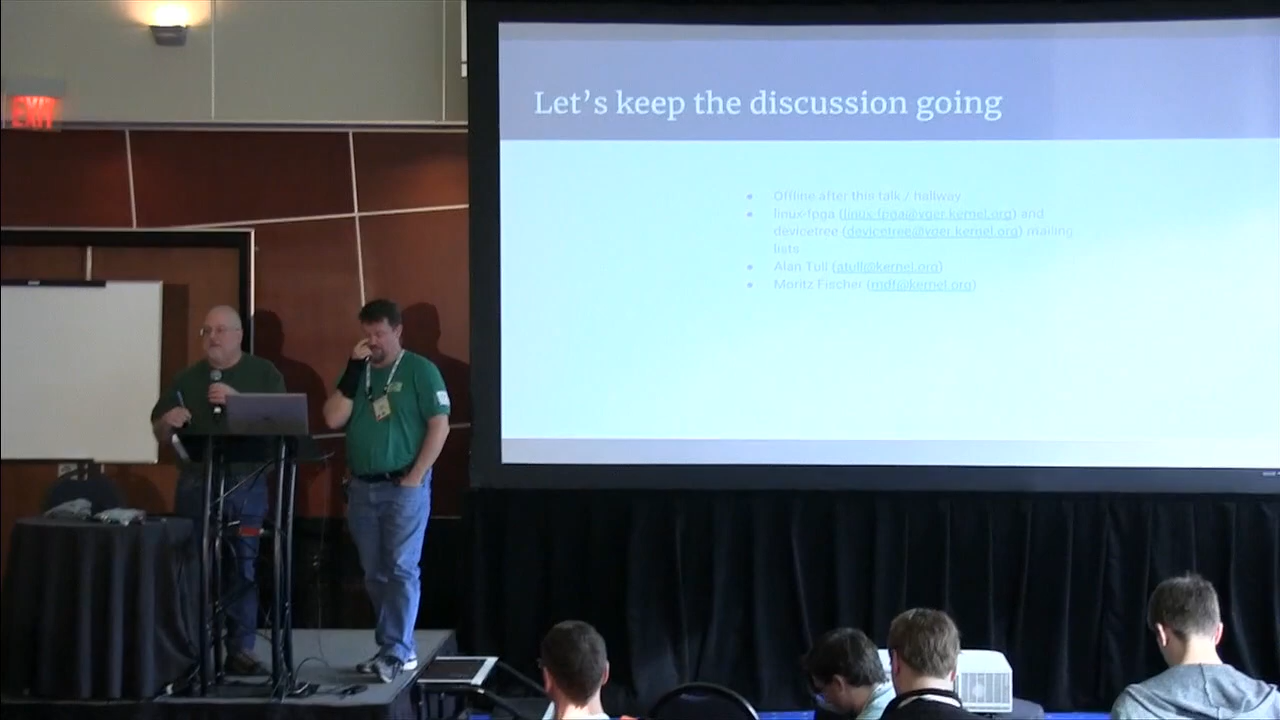 EXIT
Let's keep the discussion going
• Offline after this talk / hallway
• linux-fpga (linux-fpga@vger.kernel.org) and
devicetree (devicetree@vger.kernel.org) mailing
lists
• Alan Tull (atull@kernel.org)
• Moritz Fischer (mdf@kernel.org)